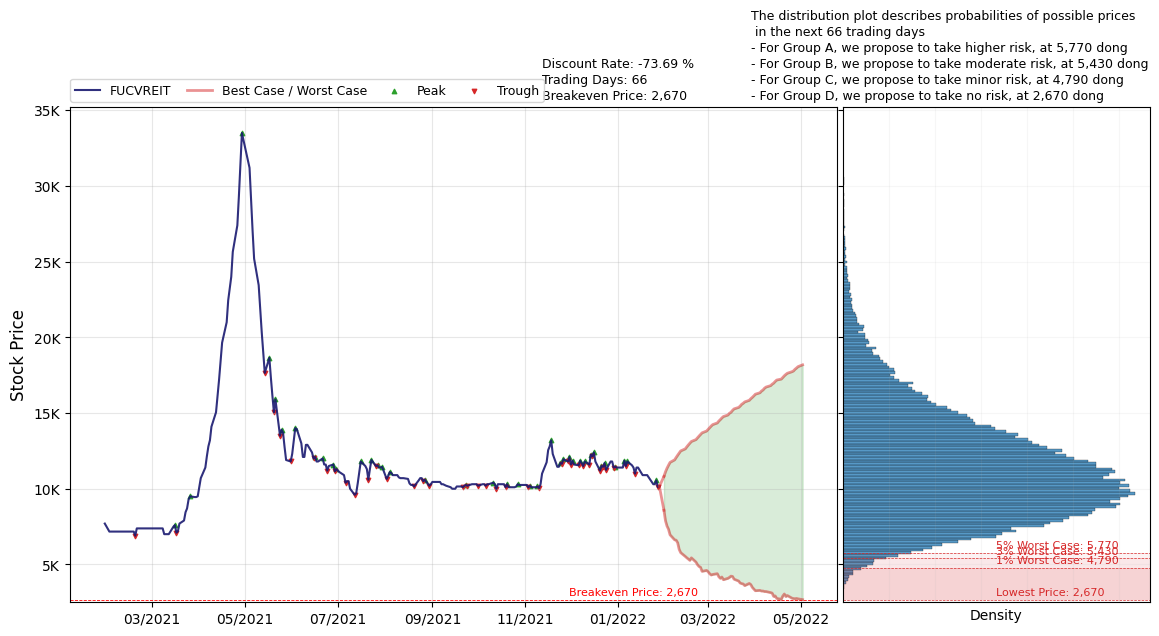 The distribution plot describes probabilities of possible prices
in the next 66 trading days
- For Group A, we propose to take higher risk, at 5,770 dong
- For Group B, we propose to take moderate risk, at 5,430 dong
- For Group C, we propose to take minor risk, at 4,790 dong
- For Group D, we propose to take no risk, at 2,670 dong
Discount Rate: -73.69 %
Trading Days: 66
Breakeven Price: 2,670
FUCVREIT
Best Case / Worst Case
Peak
Trough
Stock Price
35K
30K
25K
20K
15K
10K
5K
Breakeven Price: 2,670
03/2021
05/2021
07/2021
09/2021
11/2021
01/2022
03/2022
05/2022
5% Worst Case: 5,770
3% Worst Case: 5,430
1% Worst Case: 4,790
Lowest Price: 2,670
Density